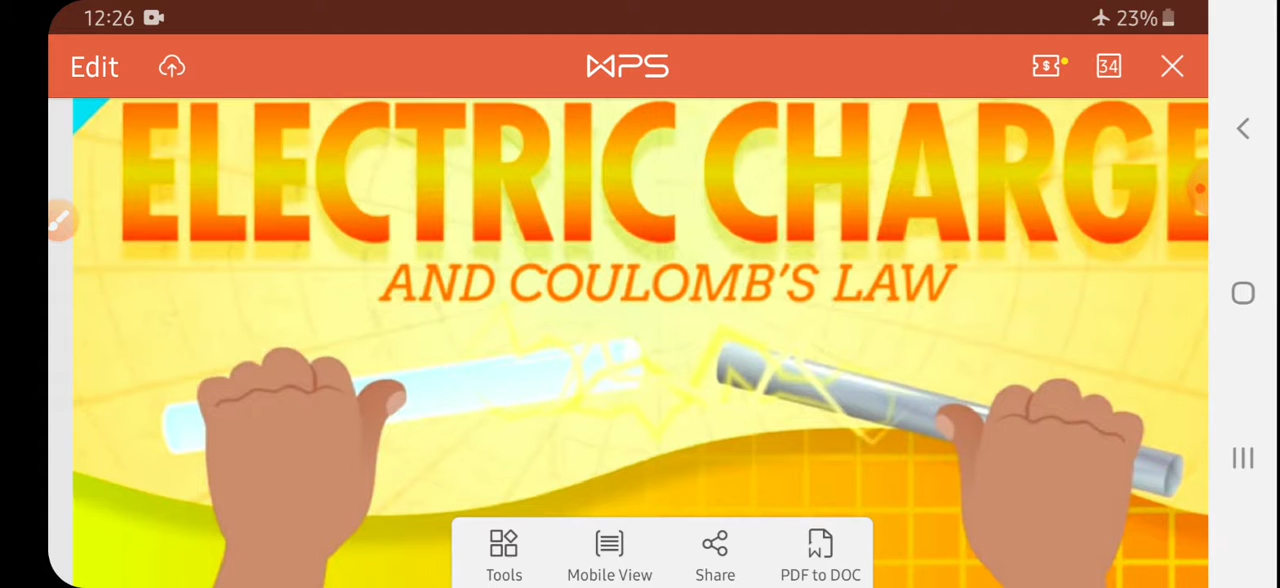 12:26 23%
Edit WPS 34
ELECTRIC CHARGE
AND COULOMB'S LAW
Tools Mobile View Share PDF to DOC